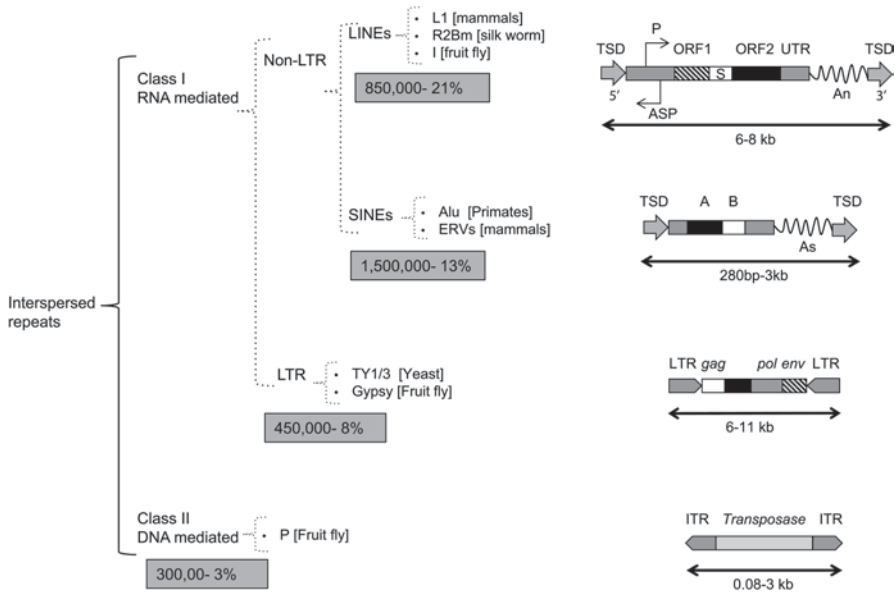 Interspersed
repeats
Class I
RNA mediated
Non-LTR
LINEs
• L1 [mammals]
• R2Bm [silk worm]
• I [fruit fly]
850,000- 21%
SINEs
• Alu [Primates]
• ERVs [mammals]
1,500,000- 13%
LTR
• TY1/3 [Yeast]
• Gypsy [Fruit fly]
450,000- 8%
Class II
DNA mediated
• P [Fruit fly]
300,00- 3%
P
TSD ORF1 ORF2 UTR TSD
S
5′ An 3′
ASP
6-8 kb
TSD A B TSD
As
280bp-3kb
LTR gag pol env LTR
6-11 kb
ITR Transposase ITR
0.08-3 kb